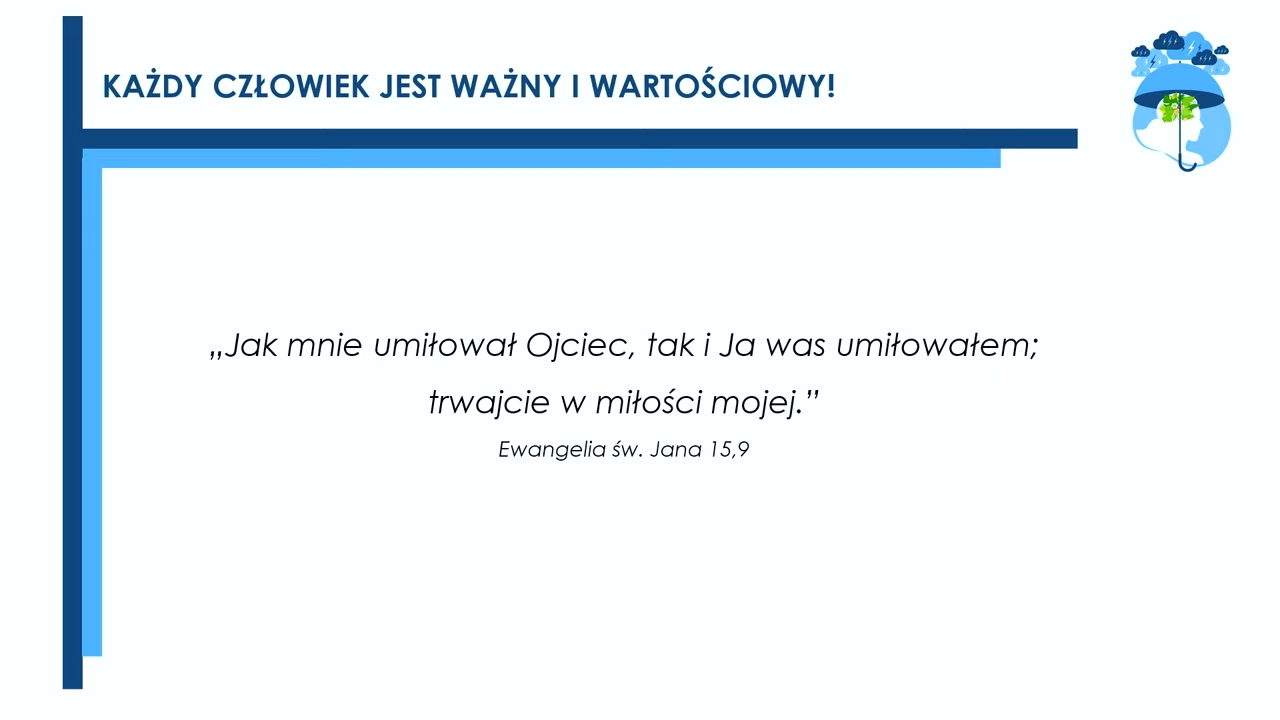 KAŻDY CZŁOWIEK JEST WAŻNY I WARTOŚCIOWY!
„Jak mnie umiłował Ojciec, tak i Ja was umiłowałem;
trwajcie w miłości mojej.”
Ewangelia św. Jana 15,9